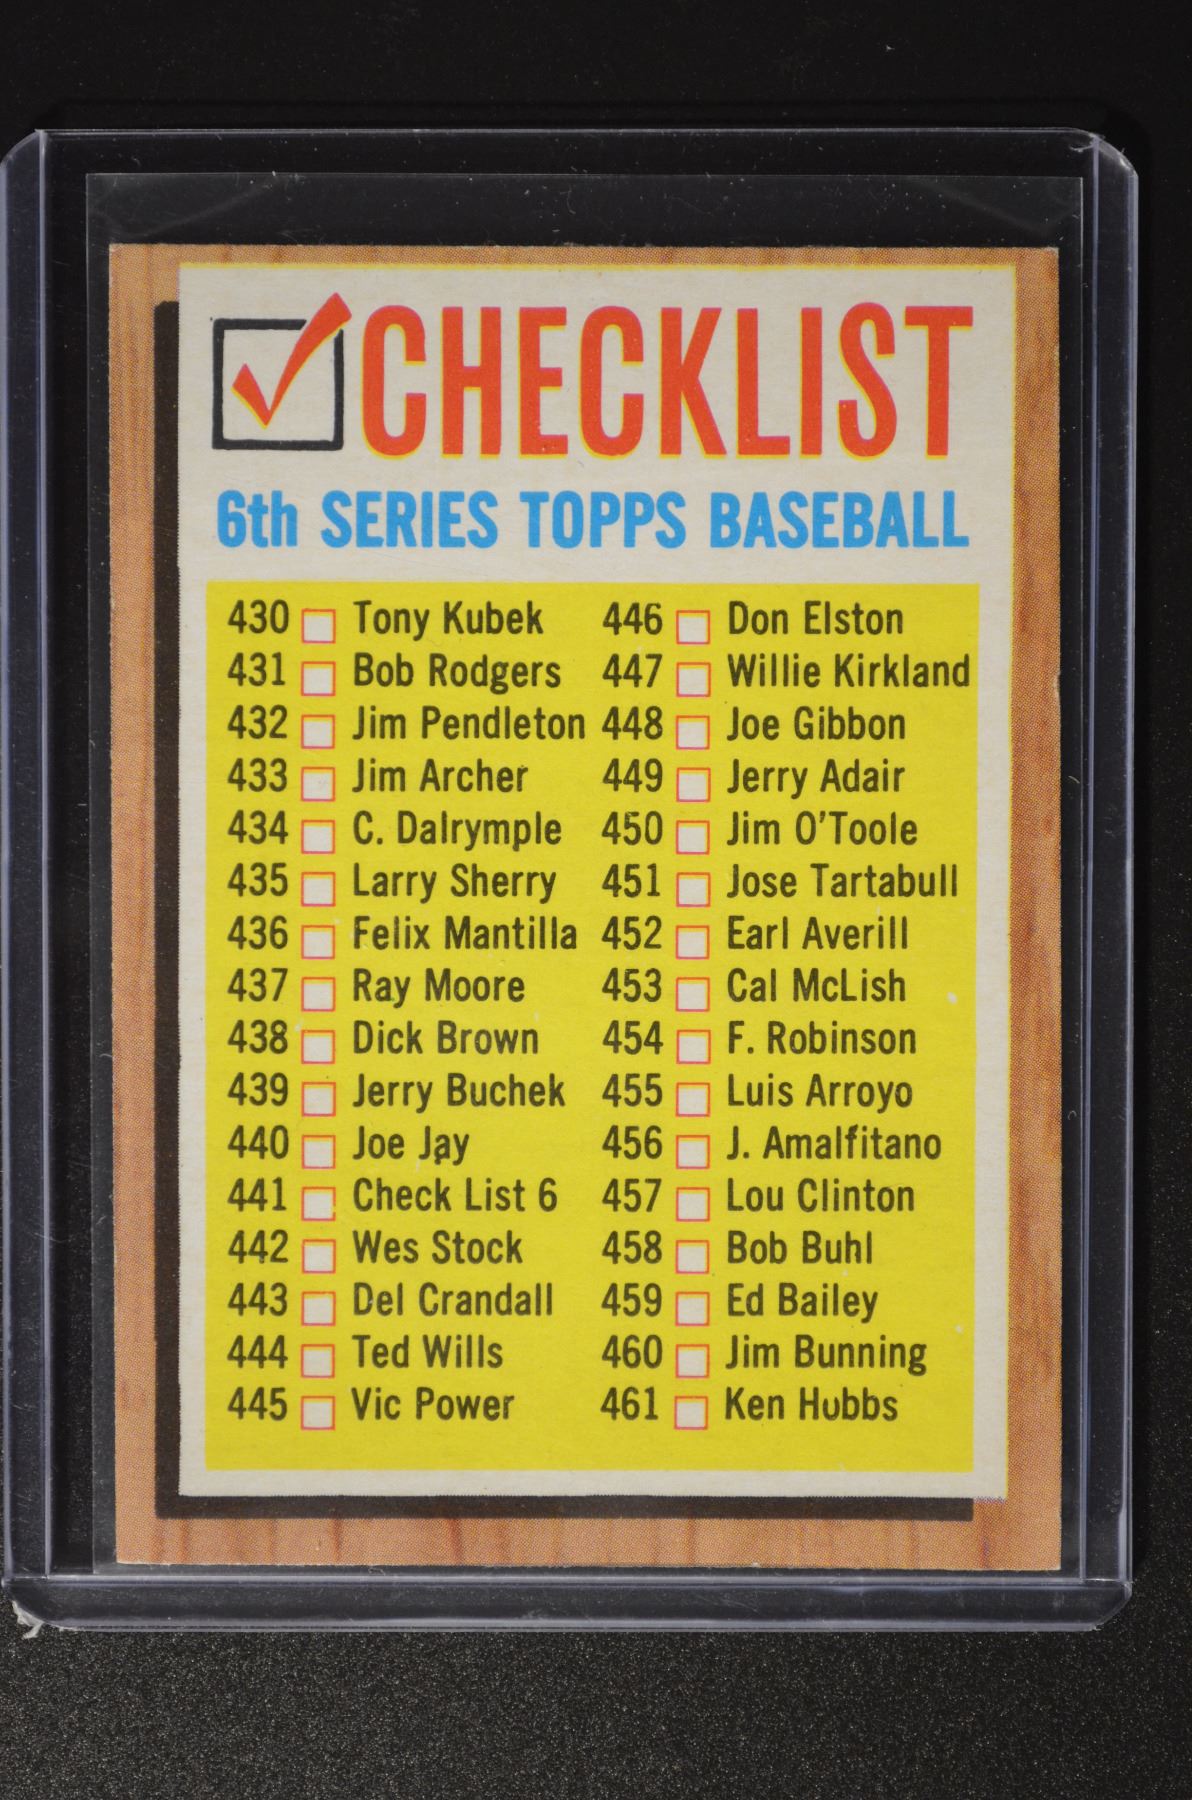 CHECKLIST
6th SERIES TOPPS BASEBALL
430 Tony Kubek
431 Bob Rodgers
432 Jim Pendleton
433 Jim Archer
434 C. Dalrymple
435 Larry Sherry
436 Felix Mantilla
437 Ray Moore
438 Dick Brown
439 Jerry Buchek
440 Joe Jay
441 Check List 6
442 Wes Stock
443 Del Crandall
444 Ted Wills
445 Vic Power
446 Don Elston
447 Willie Kirkland
448 Joe Gibbon
449 Jerry Adair
450 Jim O'Toole
451 Jose Tartabull
452 Earl Averill
453 Cal McLish
454 F. Robinson
455 Luis Arroyo
456 J. Amalfitano
457 Lou Clinton
458 Bob Buhl
459 Ed Bailey
460 Jim Bunning
461 Ken Hubbs